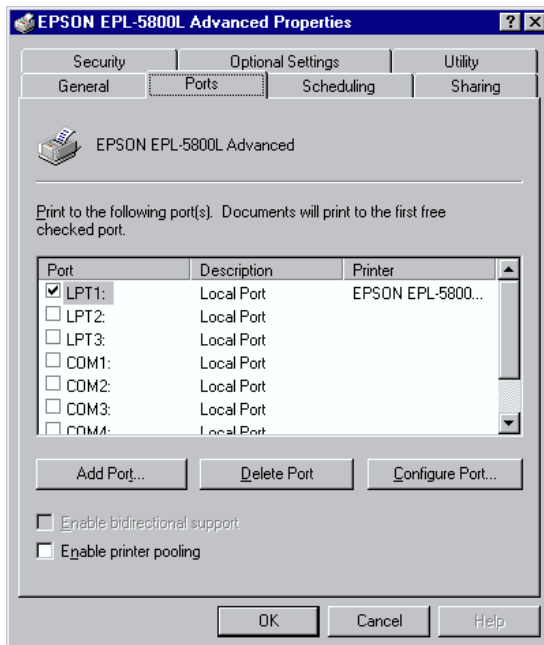 EPSON EPL-5800L Advanced Properties
Security Optional Settings Utility
General Ports Scheduling Sharing
EPSON EPL-5800L Advanced
Print to the following port(s). Documents will print to the first free
checked port.
Port Description Printer
LPT1: Local Port EPSON EPL-5800...
LPT2: Local Port
LPT3: Local Port
COM1: Local Port
COM2: Local Port
COM3: Local Port
COM4: Local Port
Add Port... Delete Port Configure Port...
Enable bidirectional support
Enable printer pooling
OK Cancel Help